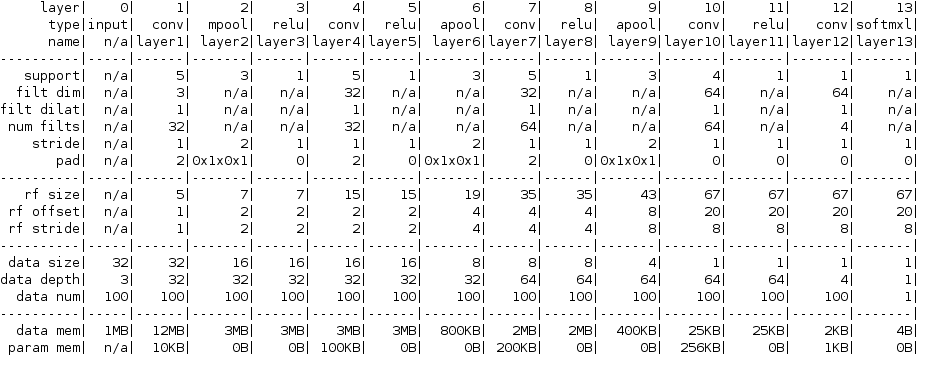 layer| 0| 1| 2| 3| 4| 5| 6| 7| 8| 9| 10| 11| 12| 13|
type|input| conv| mpool| relu| conv| relu| apool| conv| relu| apool| conv| relu| conv|softmxl|
name| n/a|layer1| layer2|layer3|layer4|layer5| layer6|layer7|layer8| layer9|layer10|layer11|layer12|layer13|
----------|-----|------|-------|------|------|------|-------|------|------|-------|-------|-------|-------|-------|
support| n/a| 5| 3| 1| 5| 1| 3| 5| 1| 3| 4| 1| 1| 1|
filt dim| n/a| 3| n/a| n/a| 32| n/a| n/a| 32| n/a| n/a| 64| n/a| 64| n/a|
filt dilat| n/a| 1| n/a| n/a| 1| n/a| n/a| 1| n/a| n/a| 1| n/a| 1| n/a|
num filts| n/a| 32| n/a| n/a| 32| n/a| n/a| 64| n/a| n/a| 64| n/a| 4| n/a|
stride| n/a| 1| 2| 1| 1| 1| 2| 1| 1| 2| 1| 1| 1| 1|
pad| n/a| 2|0x1x0x1| 0| 2| 0|0x1x0x1| 2| 0|0x1x0x1| 0| 0| 0| 0|
----------|-----|------|-------|------|------|------|-------|------|------|-------|-------|-------|-------|-------|
rf size| n/a| 5| 7| 7| 15| 15| 19| 35| 35| 43| 67| 67| 67| 67|
rf offset| n/a| 1| 2| 2| 2| 2| 4| 4| 4| 8| 20| 20| 20| 20|
rf stride| n/a| 1| 2| 2| 2| 2| 4| 4| 4| 8| 8| 8| 8| 8|
----------|-----|------|-------|------|------|------|-------|------|------|-------|-------|-------|-------|-------|
data size| 32| 32| 16| 16| 16| 16| 8| 8| 8| 4| 1| 1| 1| 1|
data depth| 3| 32| 32| 32| 32| 32| 32| 64| 64| 64| 64| 64| 4| 1|
data num| 100| 100| 100| 100| 100| 100| 100| 100| 100| 100| 100| 100| 100| 1|
----------|-----|------|-------|------|------|------|-------|------|------|-------|-------|-------|-------|-------|
data mem| 1MB| 12MB| 3MB| 3MB| 3MB| 3MB| 800KB| 2MB| 2MB| 400KB| 25KB| 25KB| 2KB| 4B|
param mem| n/a| 10KB| 0B| 0B| 100KB| 0B| 0B| 200KB| 0B| 0B| 256KB| 0B| 1KB| 0B|